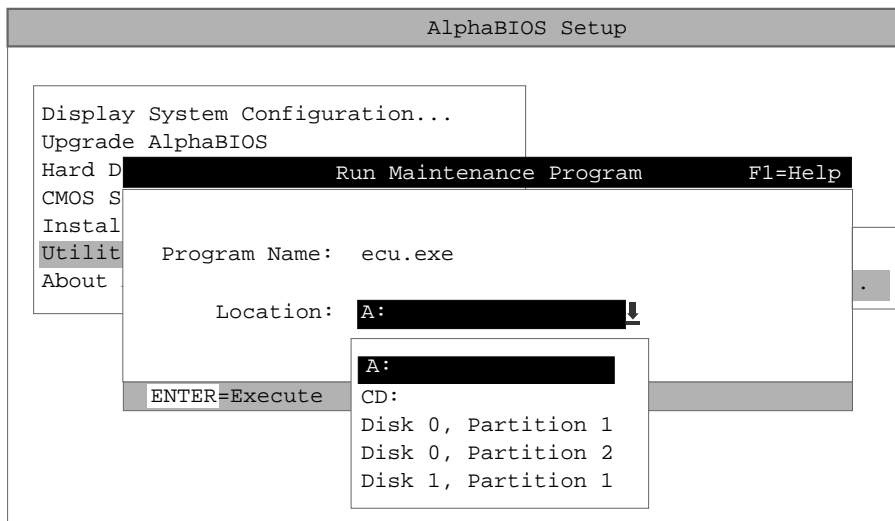 AlphaBIOS Setup
Display System Configuration...
Upgrade AlphaBIOS
Hard D
Run Maintenance Program F1=Help
CMOS S
Instal
Utilit
Program Name: ecu.exe
About
.
Location: A:
A:
ENTER=Execute
CD:
Disk 0, Partition 1
Disk 0, Partition 2
Disk 1, Partition 1